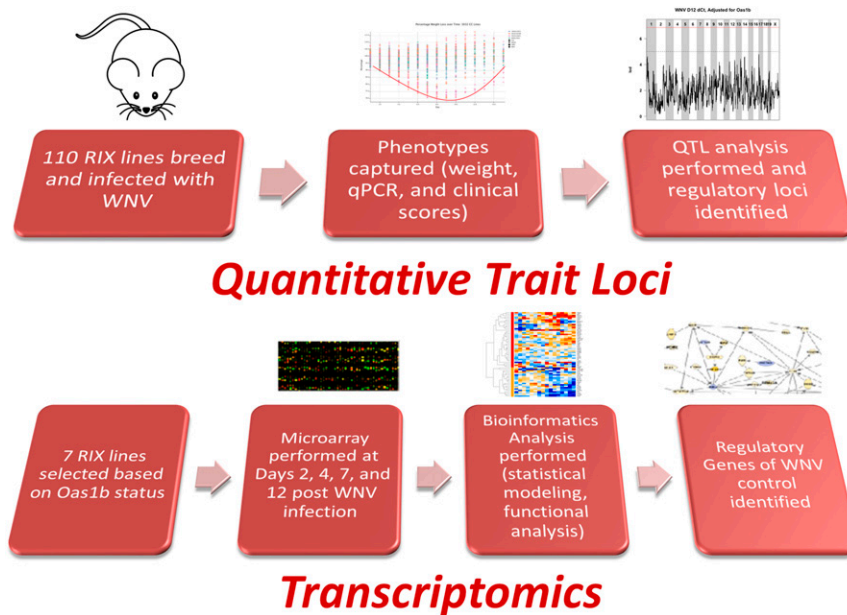 WNV D12 dCt, Adjusted for Oas1b
110 RIX lines breed
and infected with
WNV
Phenotypes
captured (weight,
qPCR, and clinical
scores)
QTL analysis
performed and
regulatory loci
identified
Quantitative Trait Loci
7 RIX lines
selected based
on Oas1b status
Microarray
performed at
Days 2, 4, 7, and
12 post WNV
infection
Bioinformatics
Analysis
performed
(statistical
modeling,
functional
analysis)
Regulatory
Genes of WNV
control
identified
Transcriptomics